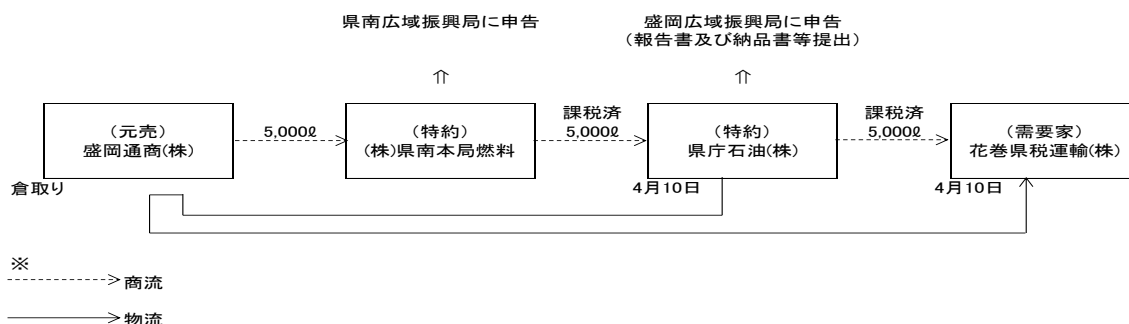 県南広域振興局に申告
盛岡広域振興局に申告
(報告書及び納品書等提出)
(元売)
盛岡通商(株)
5,000ℓ
(特約)
(株)県南本局燃料
課税済
5,000ℓ
(特約)
県庁石油(株)
課税済
5,000ℓ
(需要家)
花巻県税運輸(株)
倉取り
4月10日
4月10日
※
商流
物流